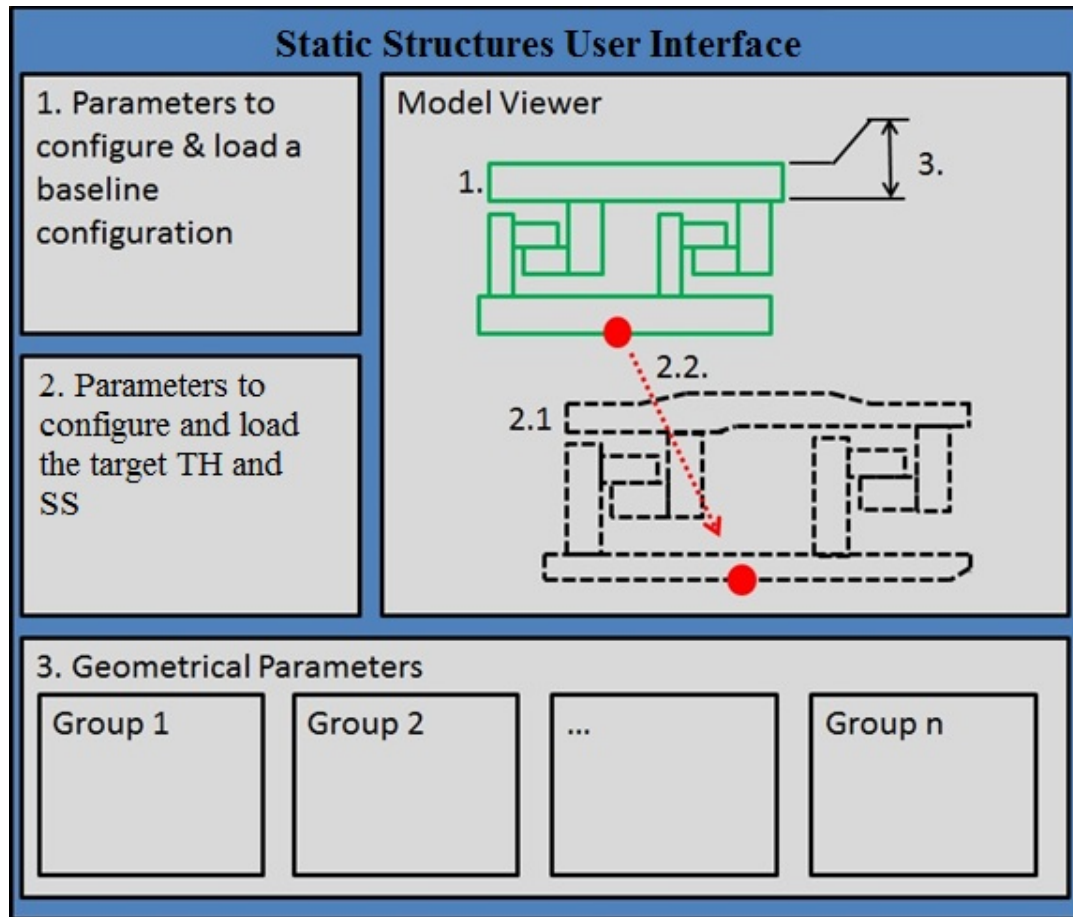 Static Structures User Interface
1. Parameters to
configure & load a
baseline
configuration
2. Parameters to
configure and load
the target TH and
SS
Model Viewer
1.
3.
2.2.
2.1
3. Geometrical Parameters
Group 1
Group 2
...
Group n